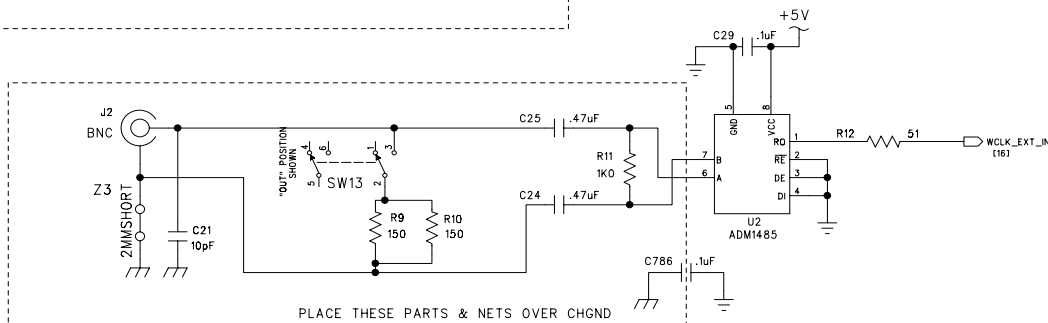 +5V
C29 .1uF
J2
BNC
"OUT" POSITION
SHOWN
4
6
5
1
3
2
SW13
C25 .47uF
R11
1K0
C24 .47uF
5
GND
8
VCC
7 B
6 A
RO 1
RE 2
DE 3
DI 4
U2
ADM1485
R12 51
WCLK_EXT_IN
[16]
Z3
2MMSHORT
C21
10pF
R9
150
R10
150
C786 .1uF
PLACE THESE PARTS & NETS OVER CHGND